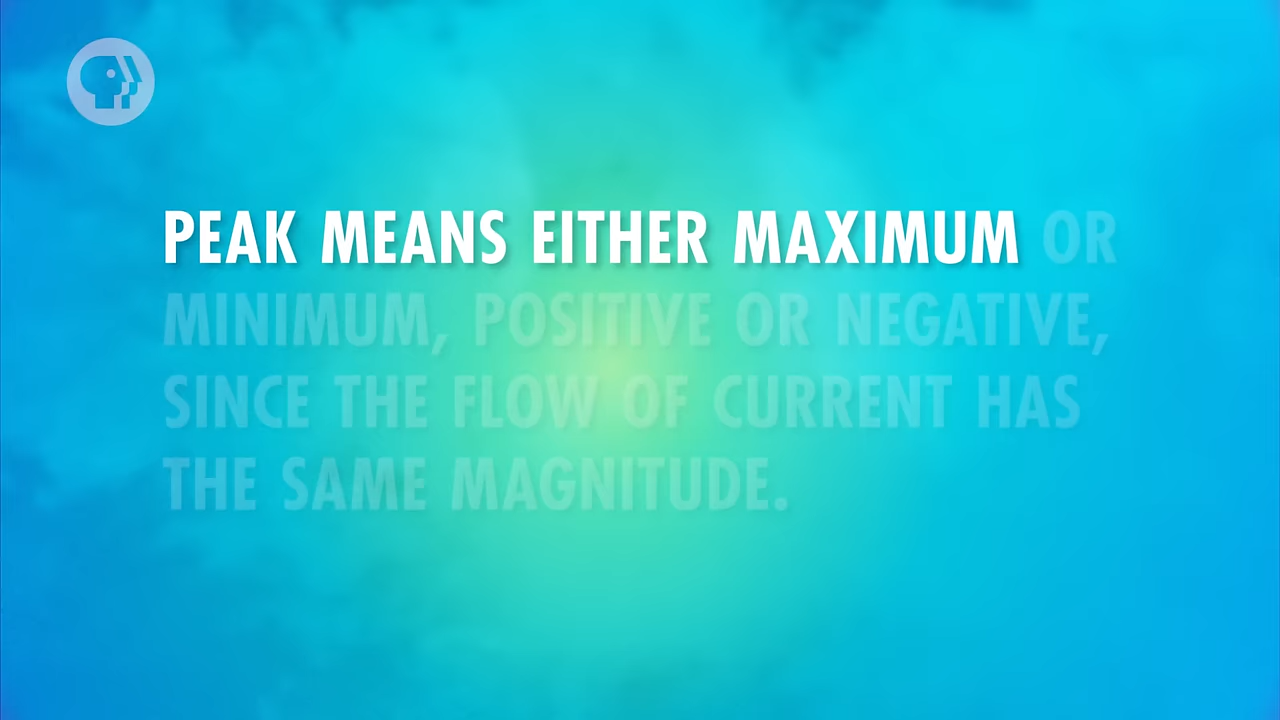 PEAK MEANS EITHER MAXIMUM OR
MINIMUM, POSITIVE OR NEGATIVE,
SINCE THE FLOW OF CURRENT HAS
THE SAME MAGNITUDE.